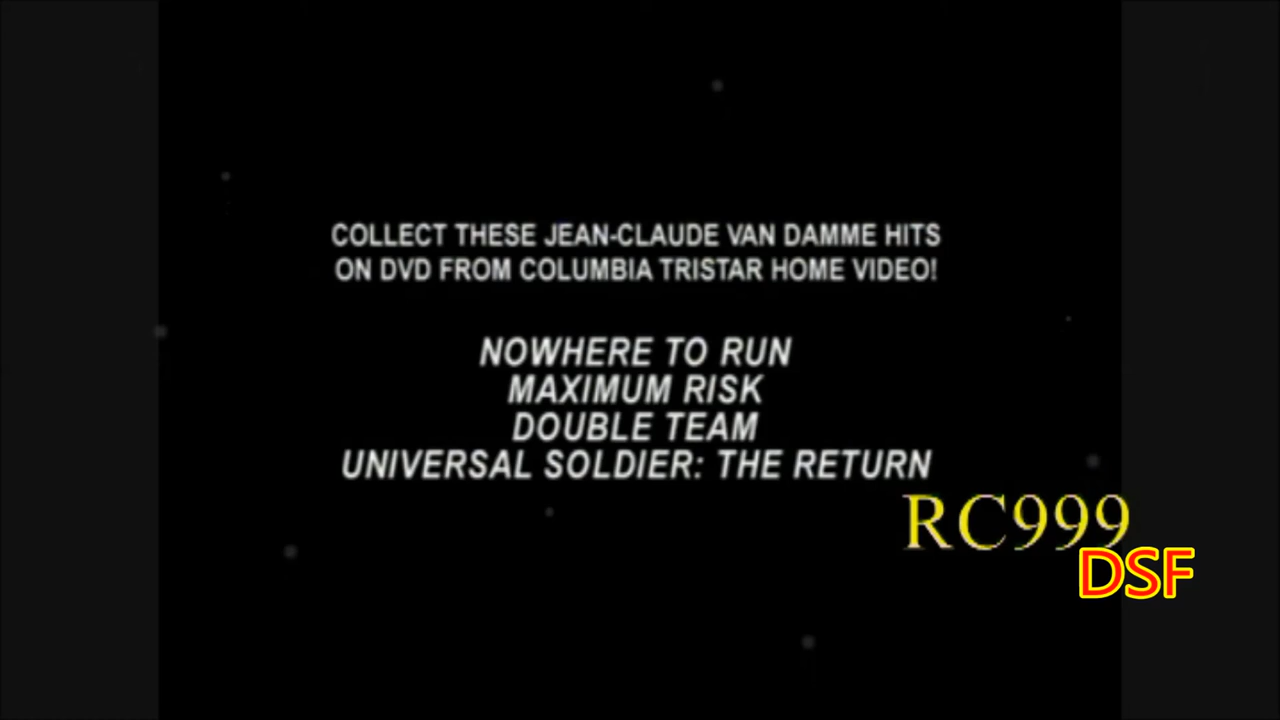 COLLECT THESE JEAN-CLAUDE VAN DAMME HITS
ON DVD FROM COLUMBIA TRISTAR HOME VIDEO!
NOWHERE TO RUN
MAXIMUM RISK
DOUBLE TEAM
UNIVERSAL SOLDIER: THE RETURN
RC999
DSF